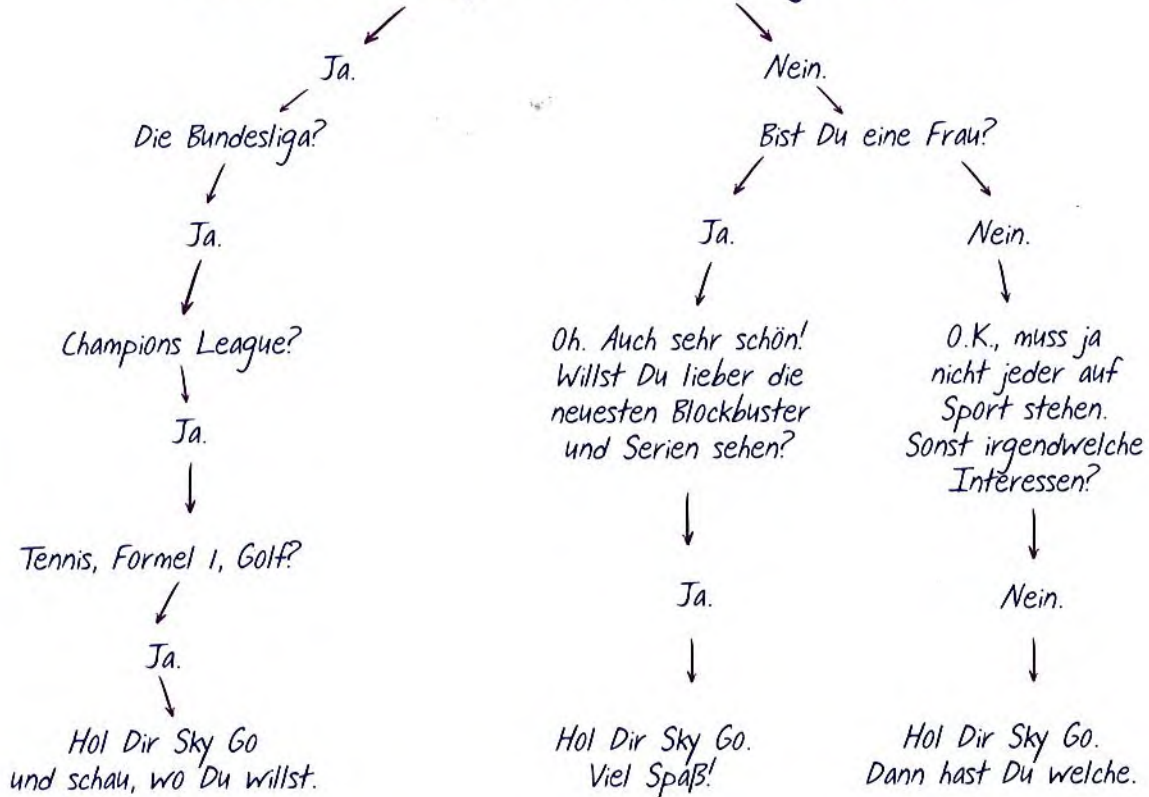 Ja.
Nein.
Die Bundesliga?
Bist Du eine Frau?
Ja.
Ja.
Nein.
Champions League?
Oh. Auch sehr schön!
Willst Du lieber die
neuesten Blockbuster
und Serien sehen?
O.K., muss ja
nicht jeder auf
Sport stehen.
Sonst irgendwelche
Interessen?
Ja.
Tennis, Formel 1, Golf?
Ja.
Nein.
Ja.
Hol Dir Sky Go
und schau, wo Du willst.
Hol Dir Sky Go.
Viel Spaß!
Hol Dir Sky Go.
Dann hast Du welche.